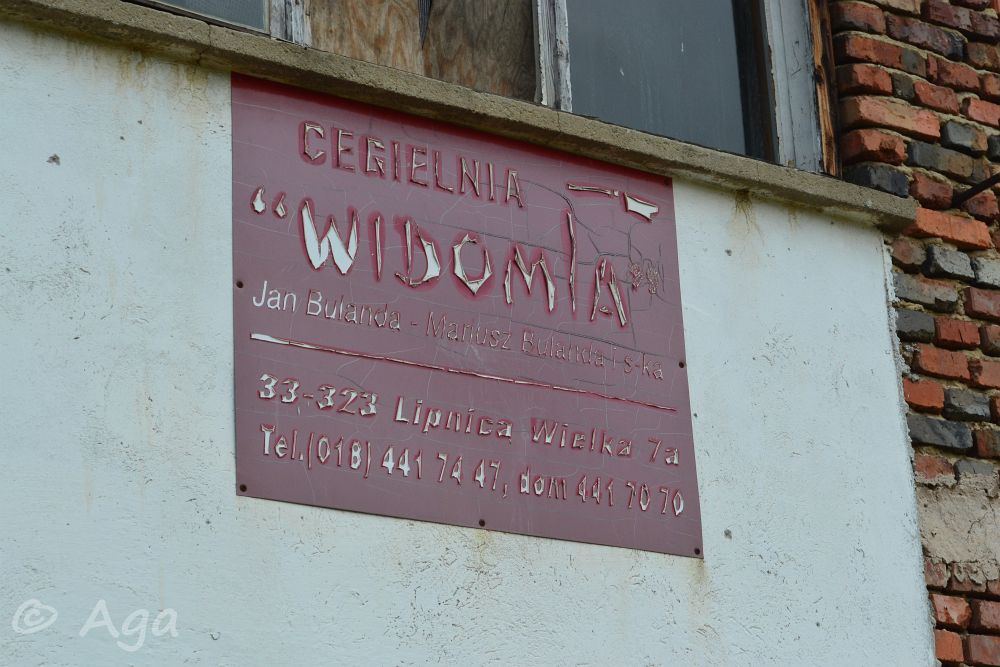 CEGIELNIA
"WIDOMIA"
Jan Bulanda - Mariusz Bulanda i s-ka
33-323 Lipnica Wielka 7a
Tel.(018) 441 74 47, dom 441 70 70
© Aga